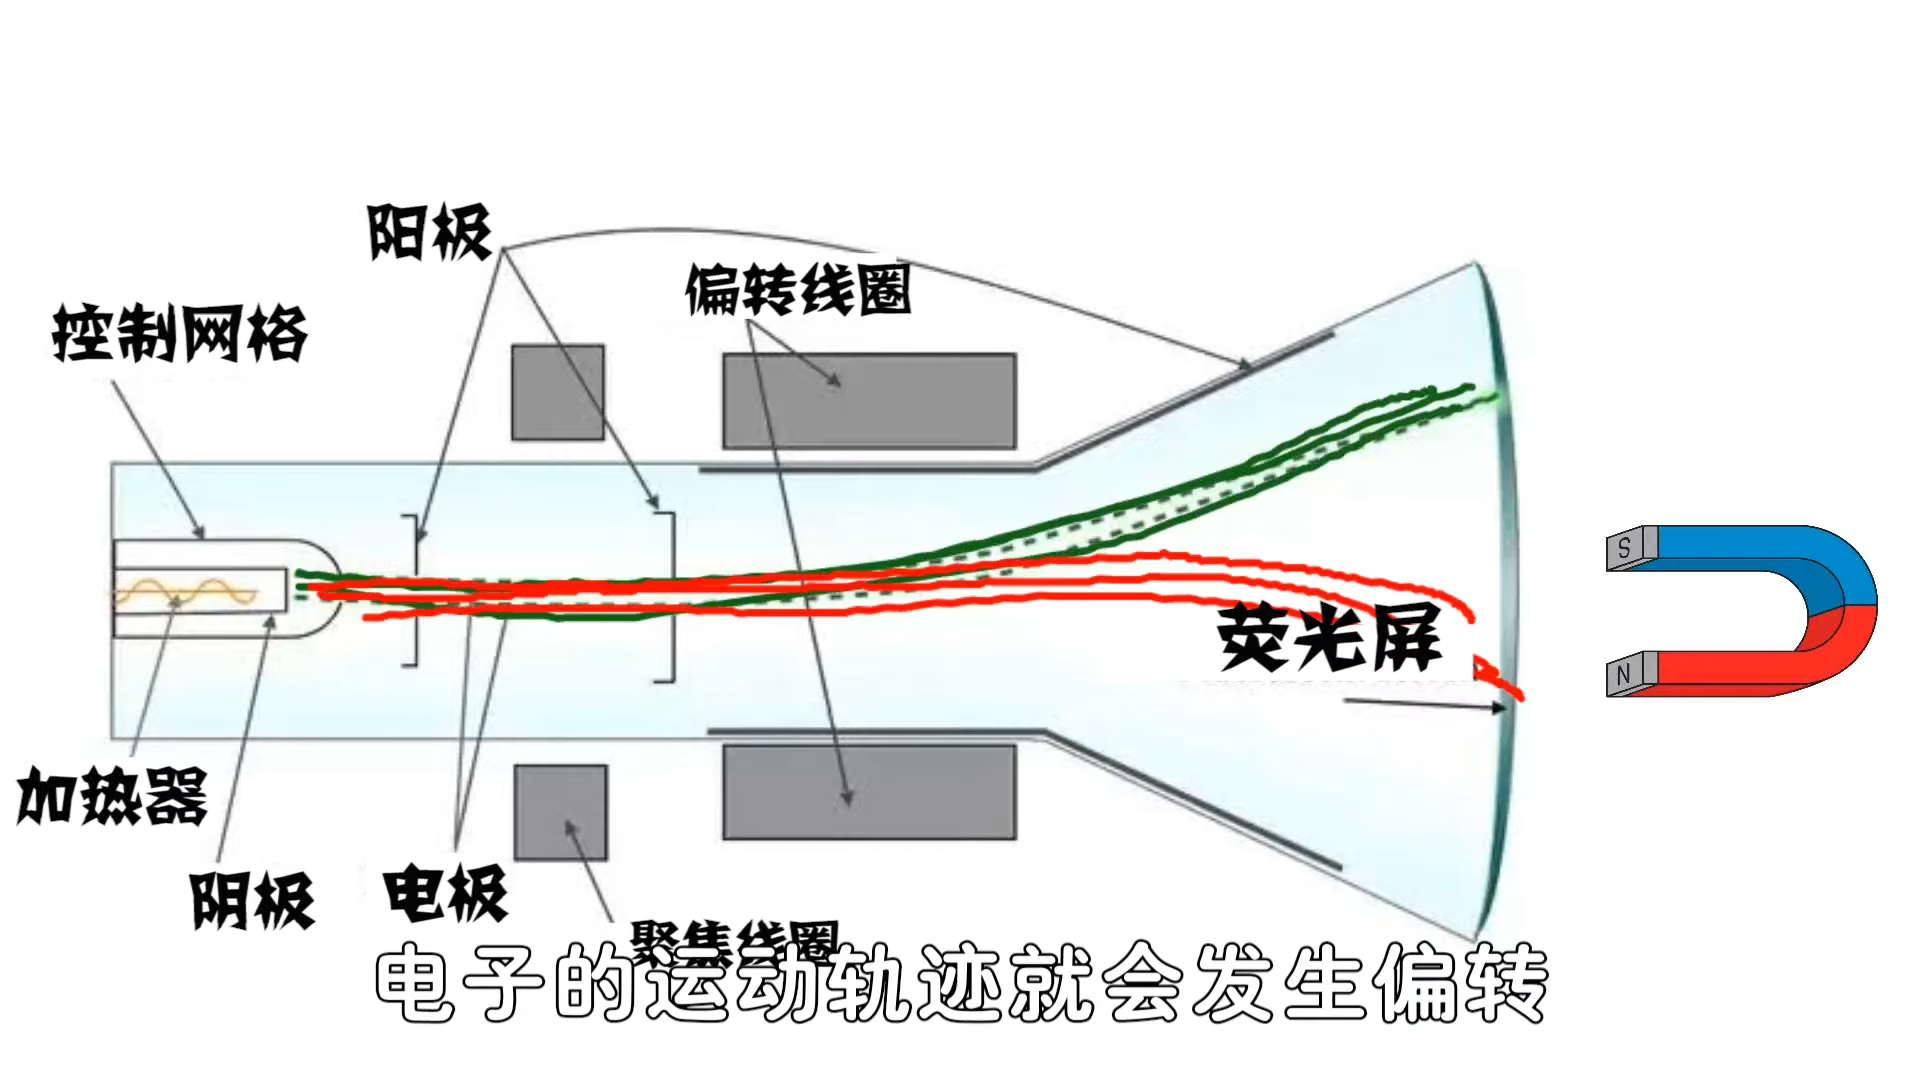 阳极
偏转线圈
控制网格
S
荧光屏
N
加热器
阴极
电极
聚焦线圈
电子的运动轨迹就会发生偏转